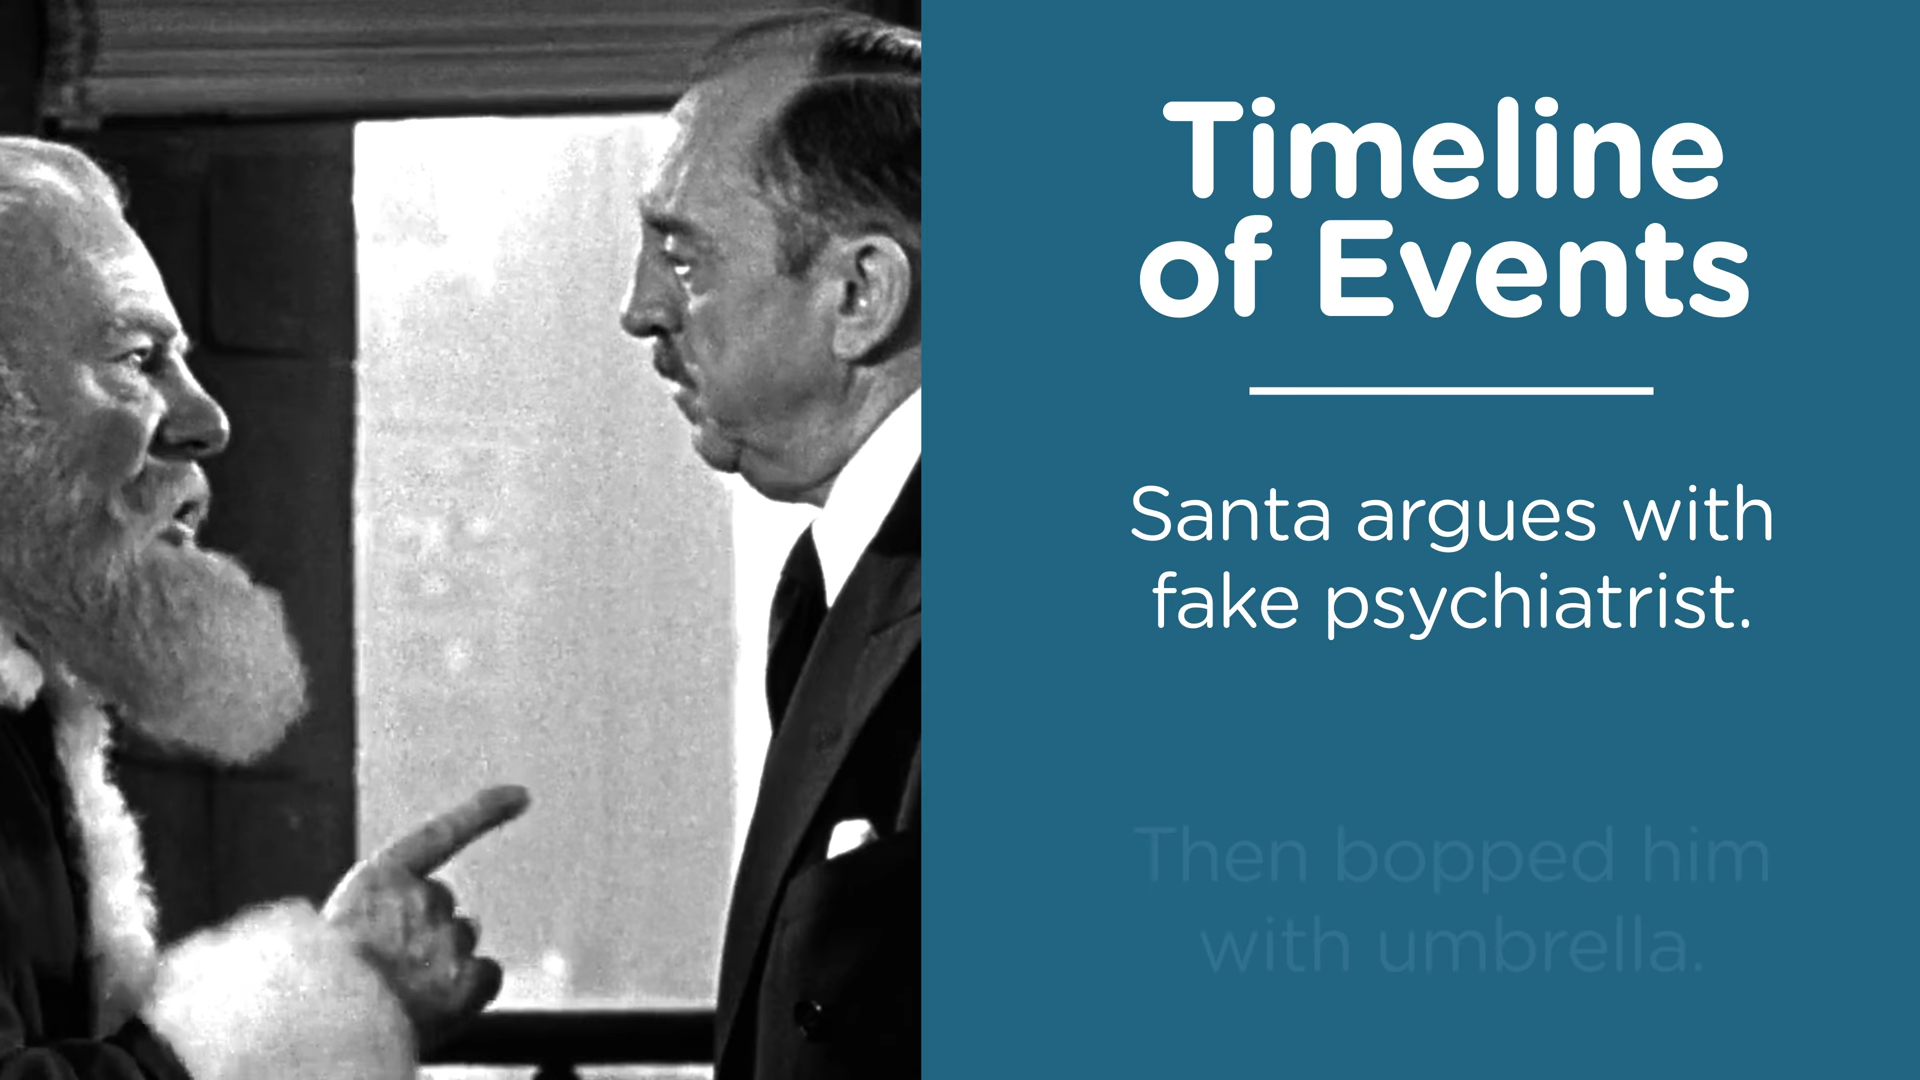 Timeline
of Events
Santa argues with
fake psychiatrist.
Then bopped him
with umbrella.